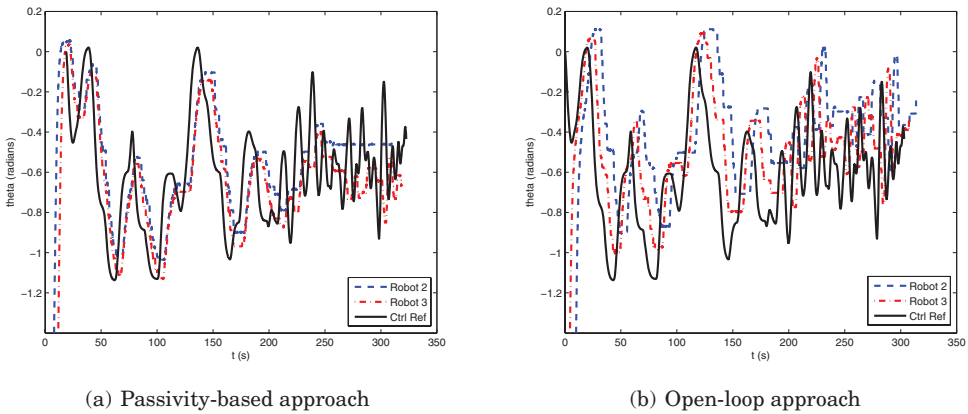 0.2
0
−0.2
−0.4
−0.6
−0.8
−1
−1.2
theta (radians)
0
50
100
150
200
250
300
350
t (s)
Robot 2
Robot 3
Ctrl Ref
(a) Passivity-based approach
0.2
0
−0.2
−0.4
−0.6
−0.8
−1
−1.2
theta (radians)
0
50
100
150
200
250
300
350
t (s)
Robot 2
Robot 3
Ctrl Ref
(b) Open-loop approach